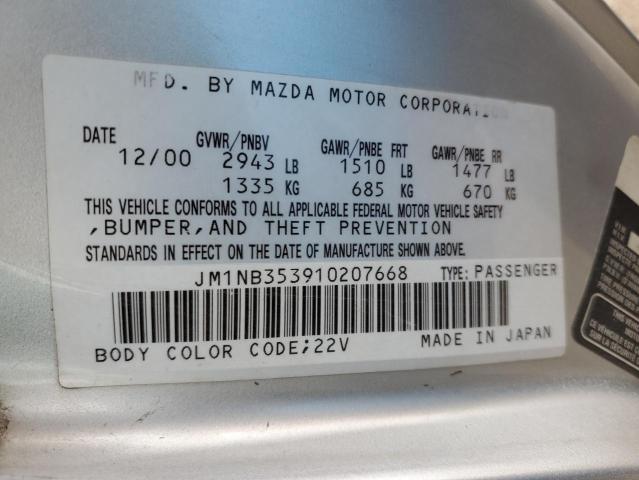 MFD. BY MAZDA MOTOR CORPORATION
DATE GVWR/PNBV GAWR/PNBE FRT GAWR/PNBE RR
12/00 2943 LB 1510 LB 1477 LB
1335 KG 685 KG 670 KG
THIS VEHICLE CONFORMS TO ALL APPLICABLE FEDERAL MOTOR VEHICLE SAFETY
,BUMPER,AND THEFT PREVENTION
STANDARDS IN EFFECT ON THE DATE OF MANUFACTURE SHOWN ABOVE.
JM1NB353910207668 TYPE: PASSENGER
BODY COLOR CODE;22V MADE IN JAPAN